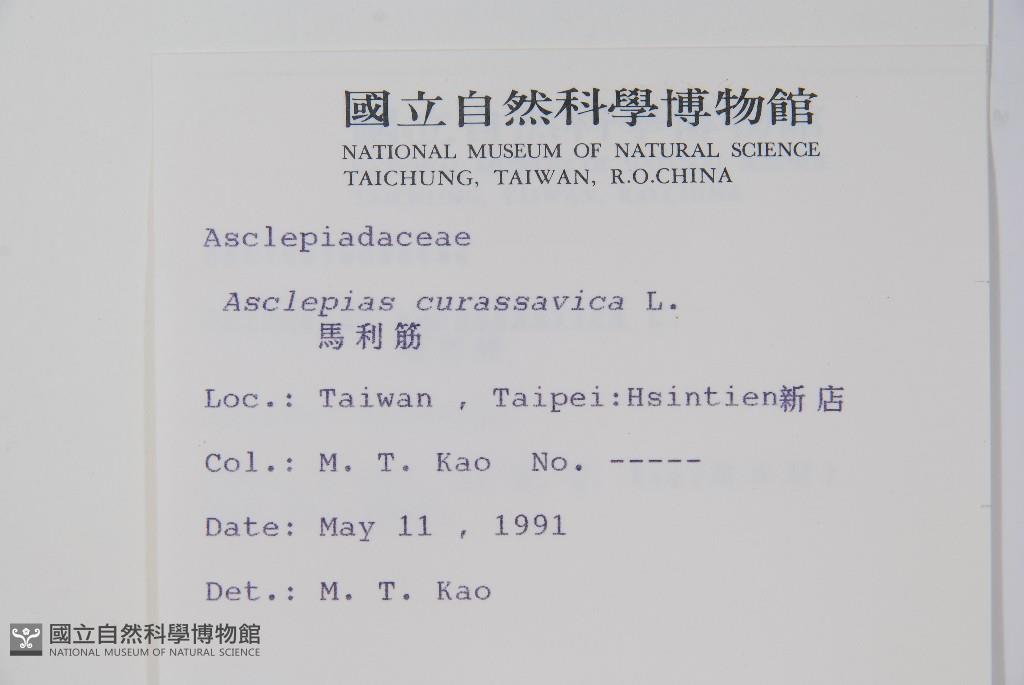 國立自然科學博物館
NATIONAL MUSEUM OF NATURAL SCIENCE
TAICHUNG, TAIWAN, R.O.CHINA
Asclepiadaceae
Asclepias curassavica L.
馬利筋
Loc.: Taiwan , Taipei:Hsintien新店
Col.: M. T. Kao No. -----
Date: May 11 , 1991
Det.: M. T. Kao
國立自然科學博物館
NATIONAL MUSEUM OF NATURAL SCIENCE